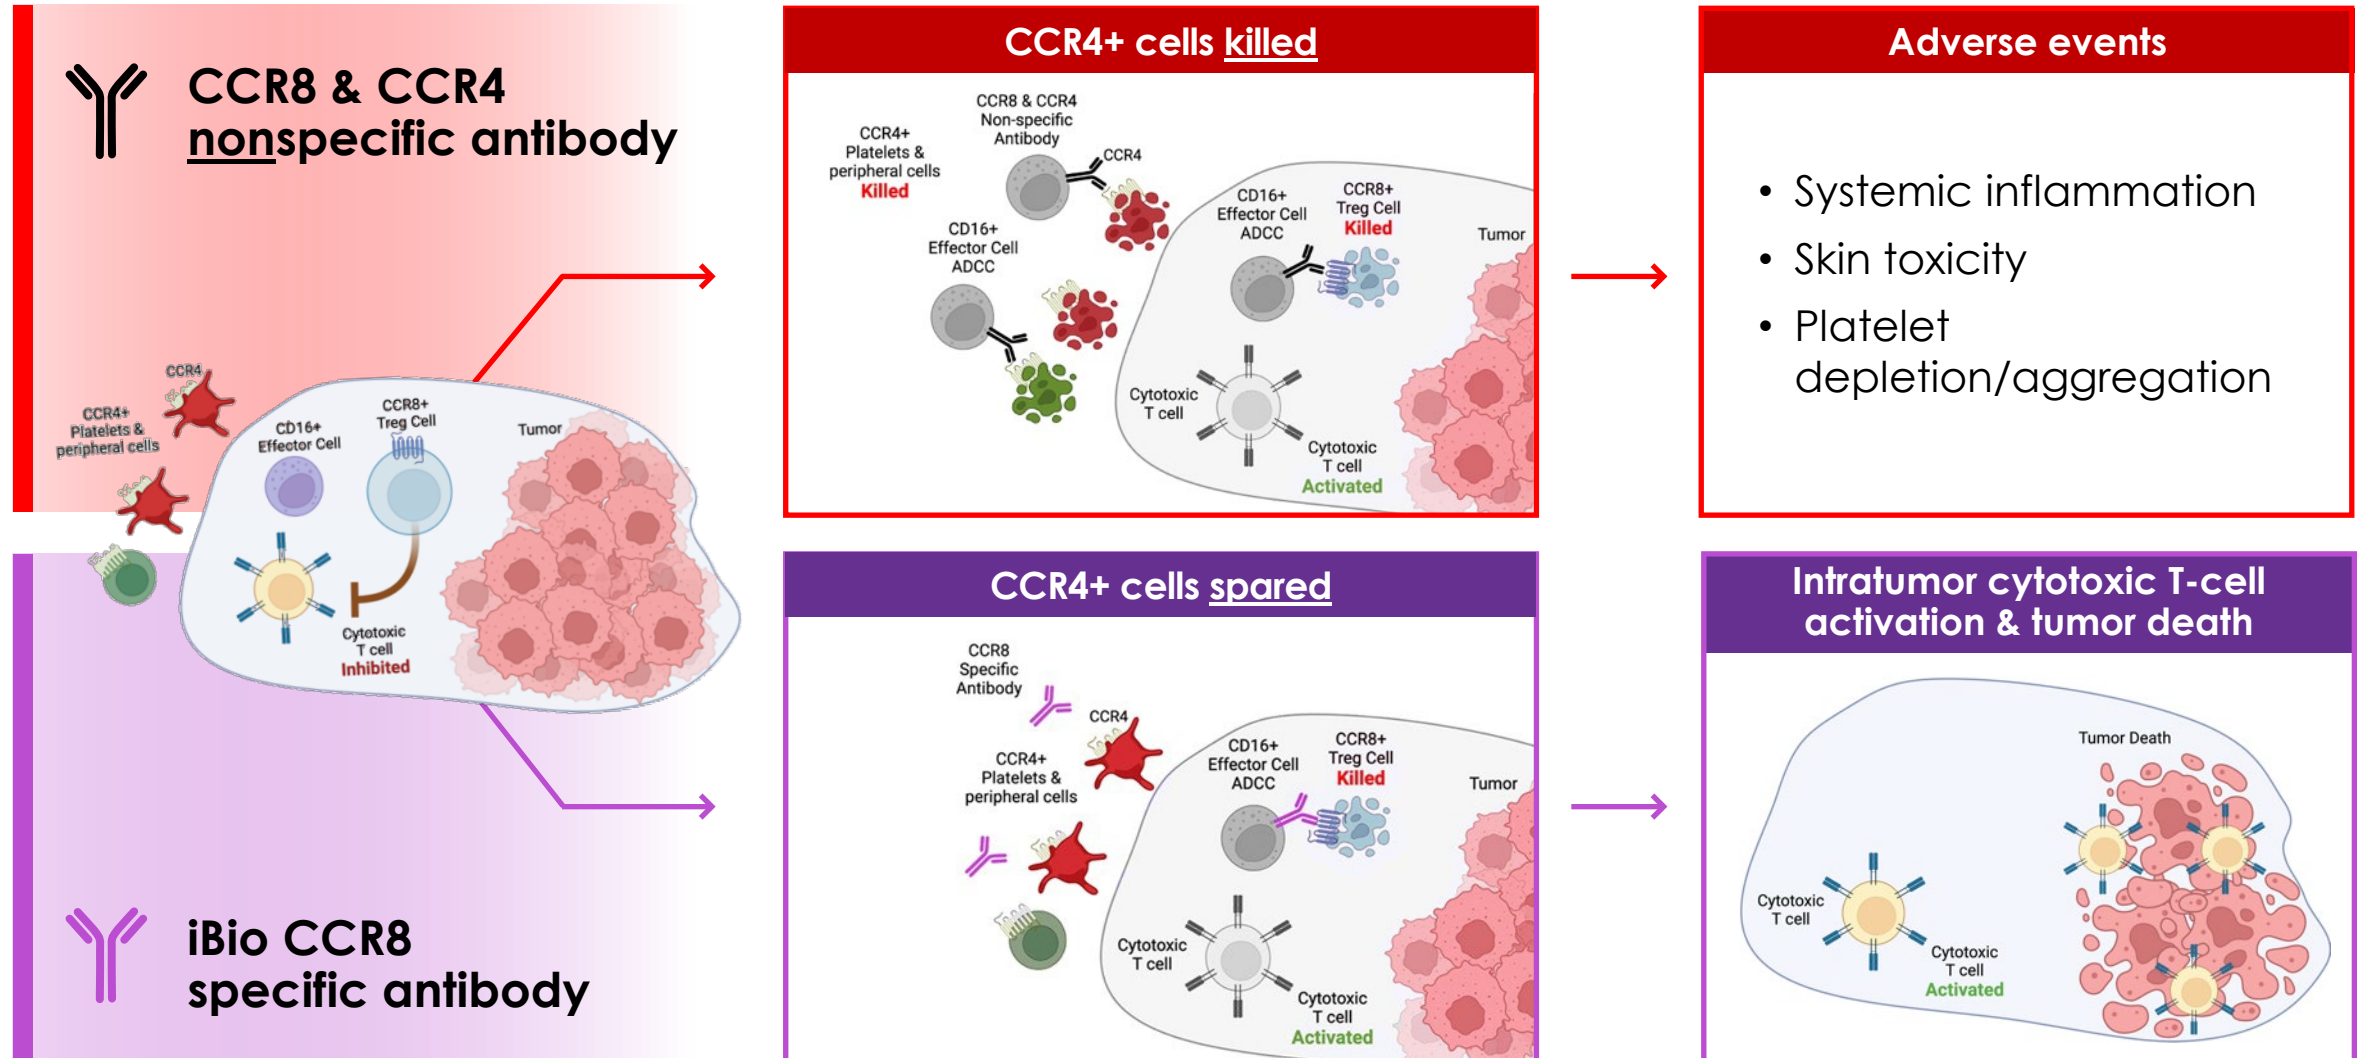 CCR8 & CCR4
nonspecific antibody
CCR4
CCR4+
Platelets &
peripheral cells
CD16+
Effector Cell
CCR8+
Treg Cell
Tumor
Cytotoxic
T cell
Inhibited
iBio CCR8
specific antibody
CCR4+ cells killed
CCR8 & CCR4
Non-specific
Antibody
CCR4+
Platelets &
peripheral cells
Killed
CCR4
CD16+
Effector Cell
ADCC
CD16+
Effector Cell
ADCC
CCR8+
Treg Cell
Killed
Tumor
Cytotoxic
T cell
Cytotoxic
T cell
Activated
Adverse events
• Systemic inflammation
• Skin toxicity
• Platelet
depletion/aggregation
CCR4+ cells spared
CCR8
Specific
Antibody
CCR4
CCR4+
Platelets &
peripheral cells
CD16+
Effector Cell
ADCC
CCR8+
Treg Cell
Killed
Tumor
Cytotoxic
T cell
Cytotoxic
T cell
Activated
Intratumor cytotoxic T-cell
activation & tumor death
Tumor Death
Cytotoxic
T cell
Cytotoxic
T cell
Activated